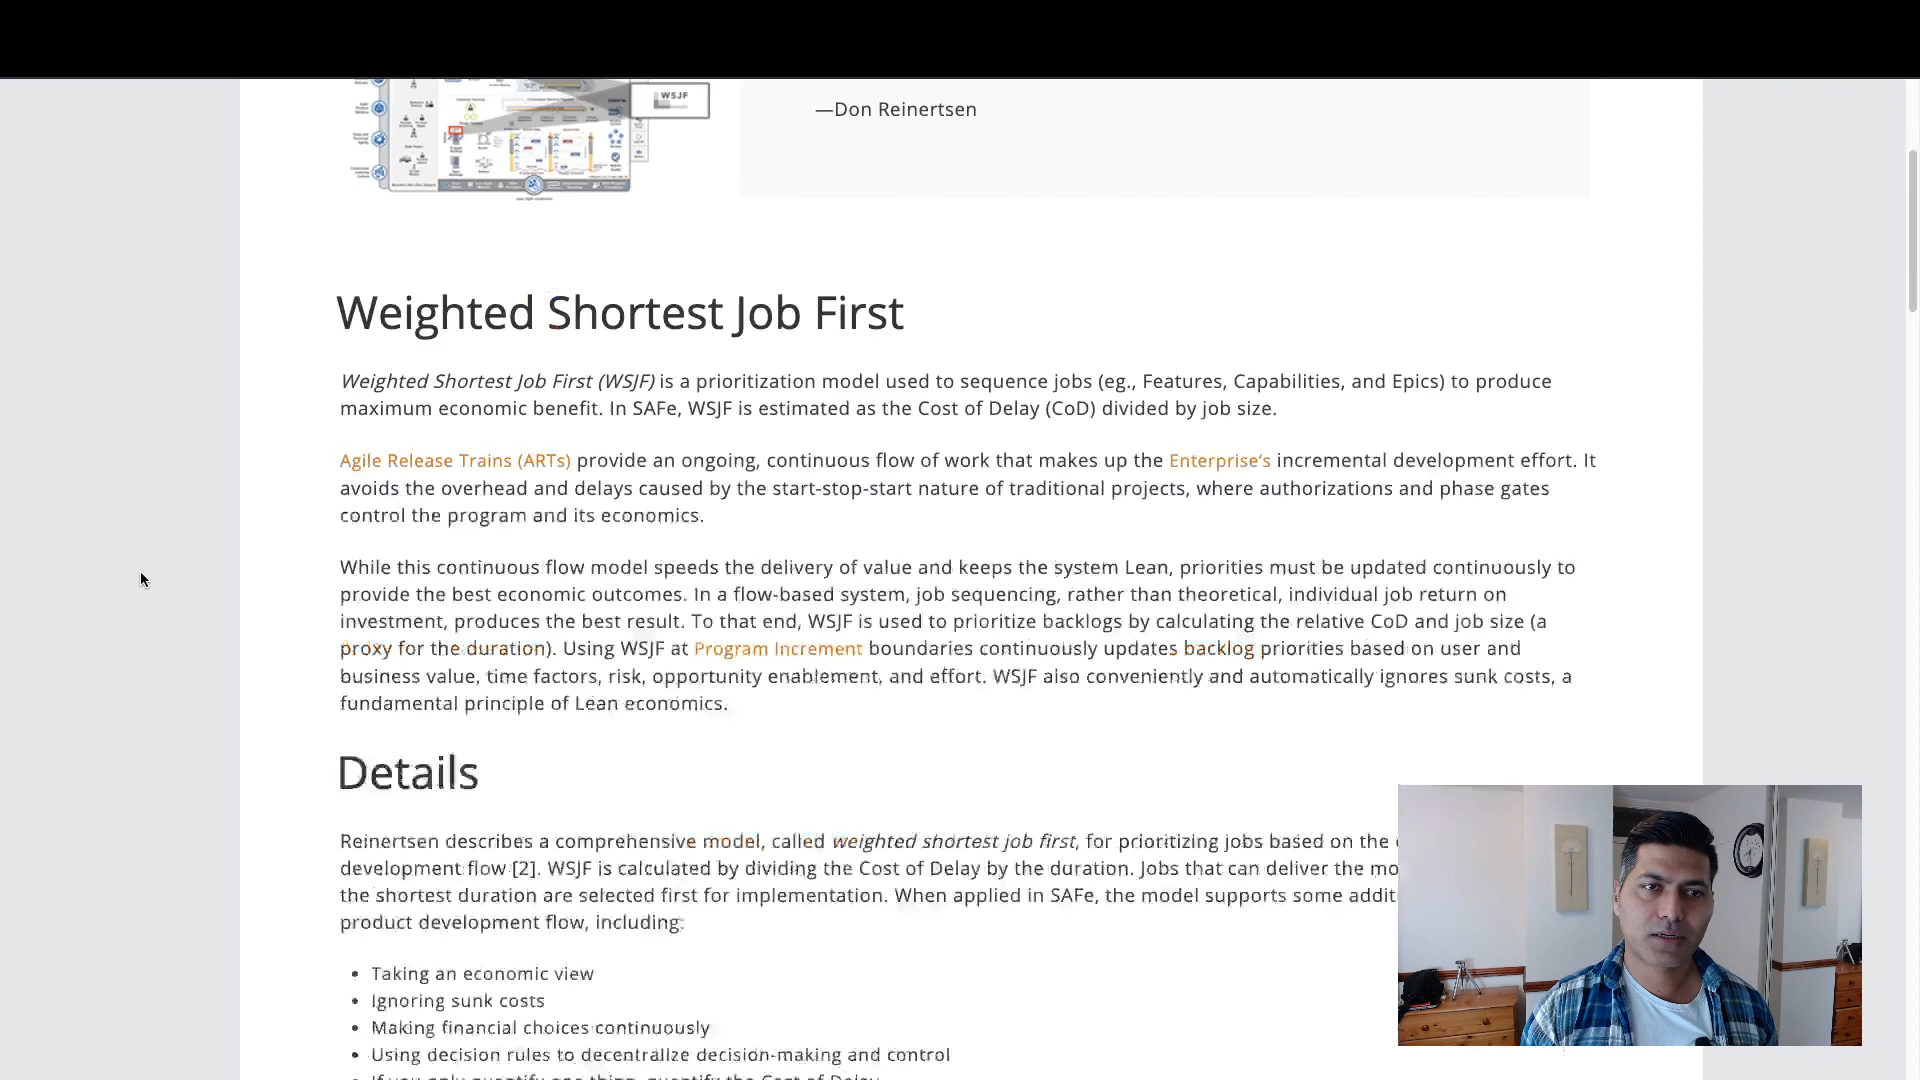 WSJF
—Don Reinertsen
Weighted Shortest Job First
Weighted Shortest Job First (WSJF) is a prioritization model used to sequence jobs (eg., Features, Capabilities, and Epics) to produce
maximum economic benefit. In SAFe, WSJF is estimated as the Cost of Delay (CoD) divided by job size.
Agile Release Trains (ARTs) provide an ongoing, continuous flow of work that makes up the Enterprise's incremental development effort. It
avoids the overhead and delays caused by the start-stop-start nature of traditional projects, where authorizations and phase gates
control the program and its economics.
While this continuous flow model speeds the delivery of value and keeps the system Lean, priorities must be updated continuously to
provide the best economic outcomes. In a flow-based system, job sequencing, rather than theoretical, individual job return on
investment, produces the best result. To that end, WSJF is used to prioritize backlogs by calculating the relative CoD and job size (a
proxy for the duration). Using WSJF at Program Increment boundaries continuously updates backlog priorities based on user and
business value, time factors, risk, opportunity enablement, and effort. WSJF also conveniently and automatically ignores sunk costs, a
fundamental principle of Lean economics.
Details
Reinertsen describes a comprehensive model, called weighted shortest job first, for prioritizing jobs based on the
development flow [2]. WSJF is calculated by dividing the Cost of Delay by the duration. Jobs that can deliver the mo
the shortest duration are selected first for implementation. When applied in SAFe, the model supports some addit
product development flow, including:
• Taking an economic view
• Ignoring sunk costs
• Making financial choices continuously
• Using decision rules to decentralize decision-making and control
• If you only quantify one thing, quantify the Cost of Delay